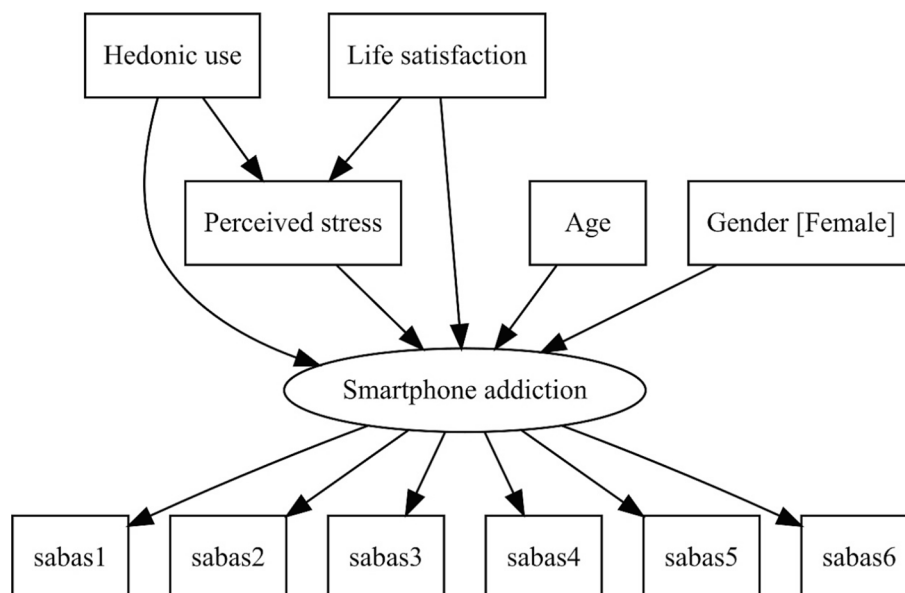 Hedonic use
Life satisfaction
Perceived stress
Age
Gender [Female]
Smartphone addiction
sabas1
sabas2
sabas3
sabas4
sabas5
sabas6